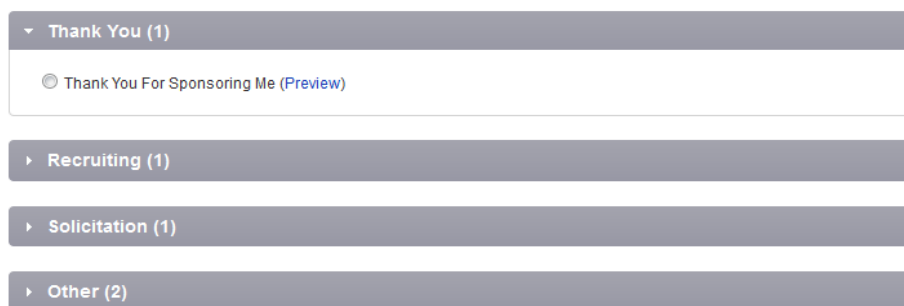 Thank You (1)
Thank You For Sponsoring Me (Preview)
Recruiting (1)
Solicitation (1)
Other (2)